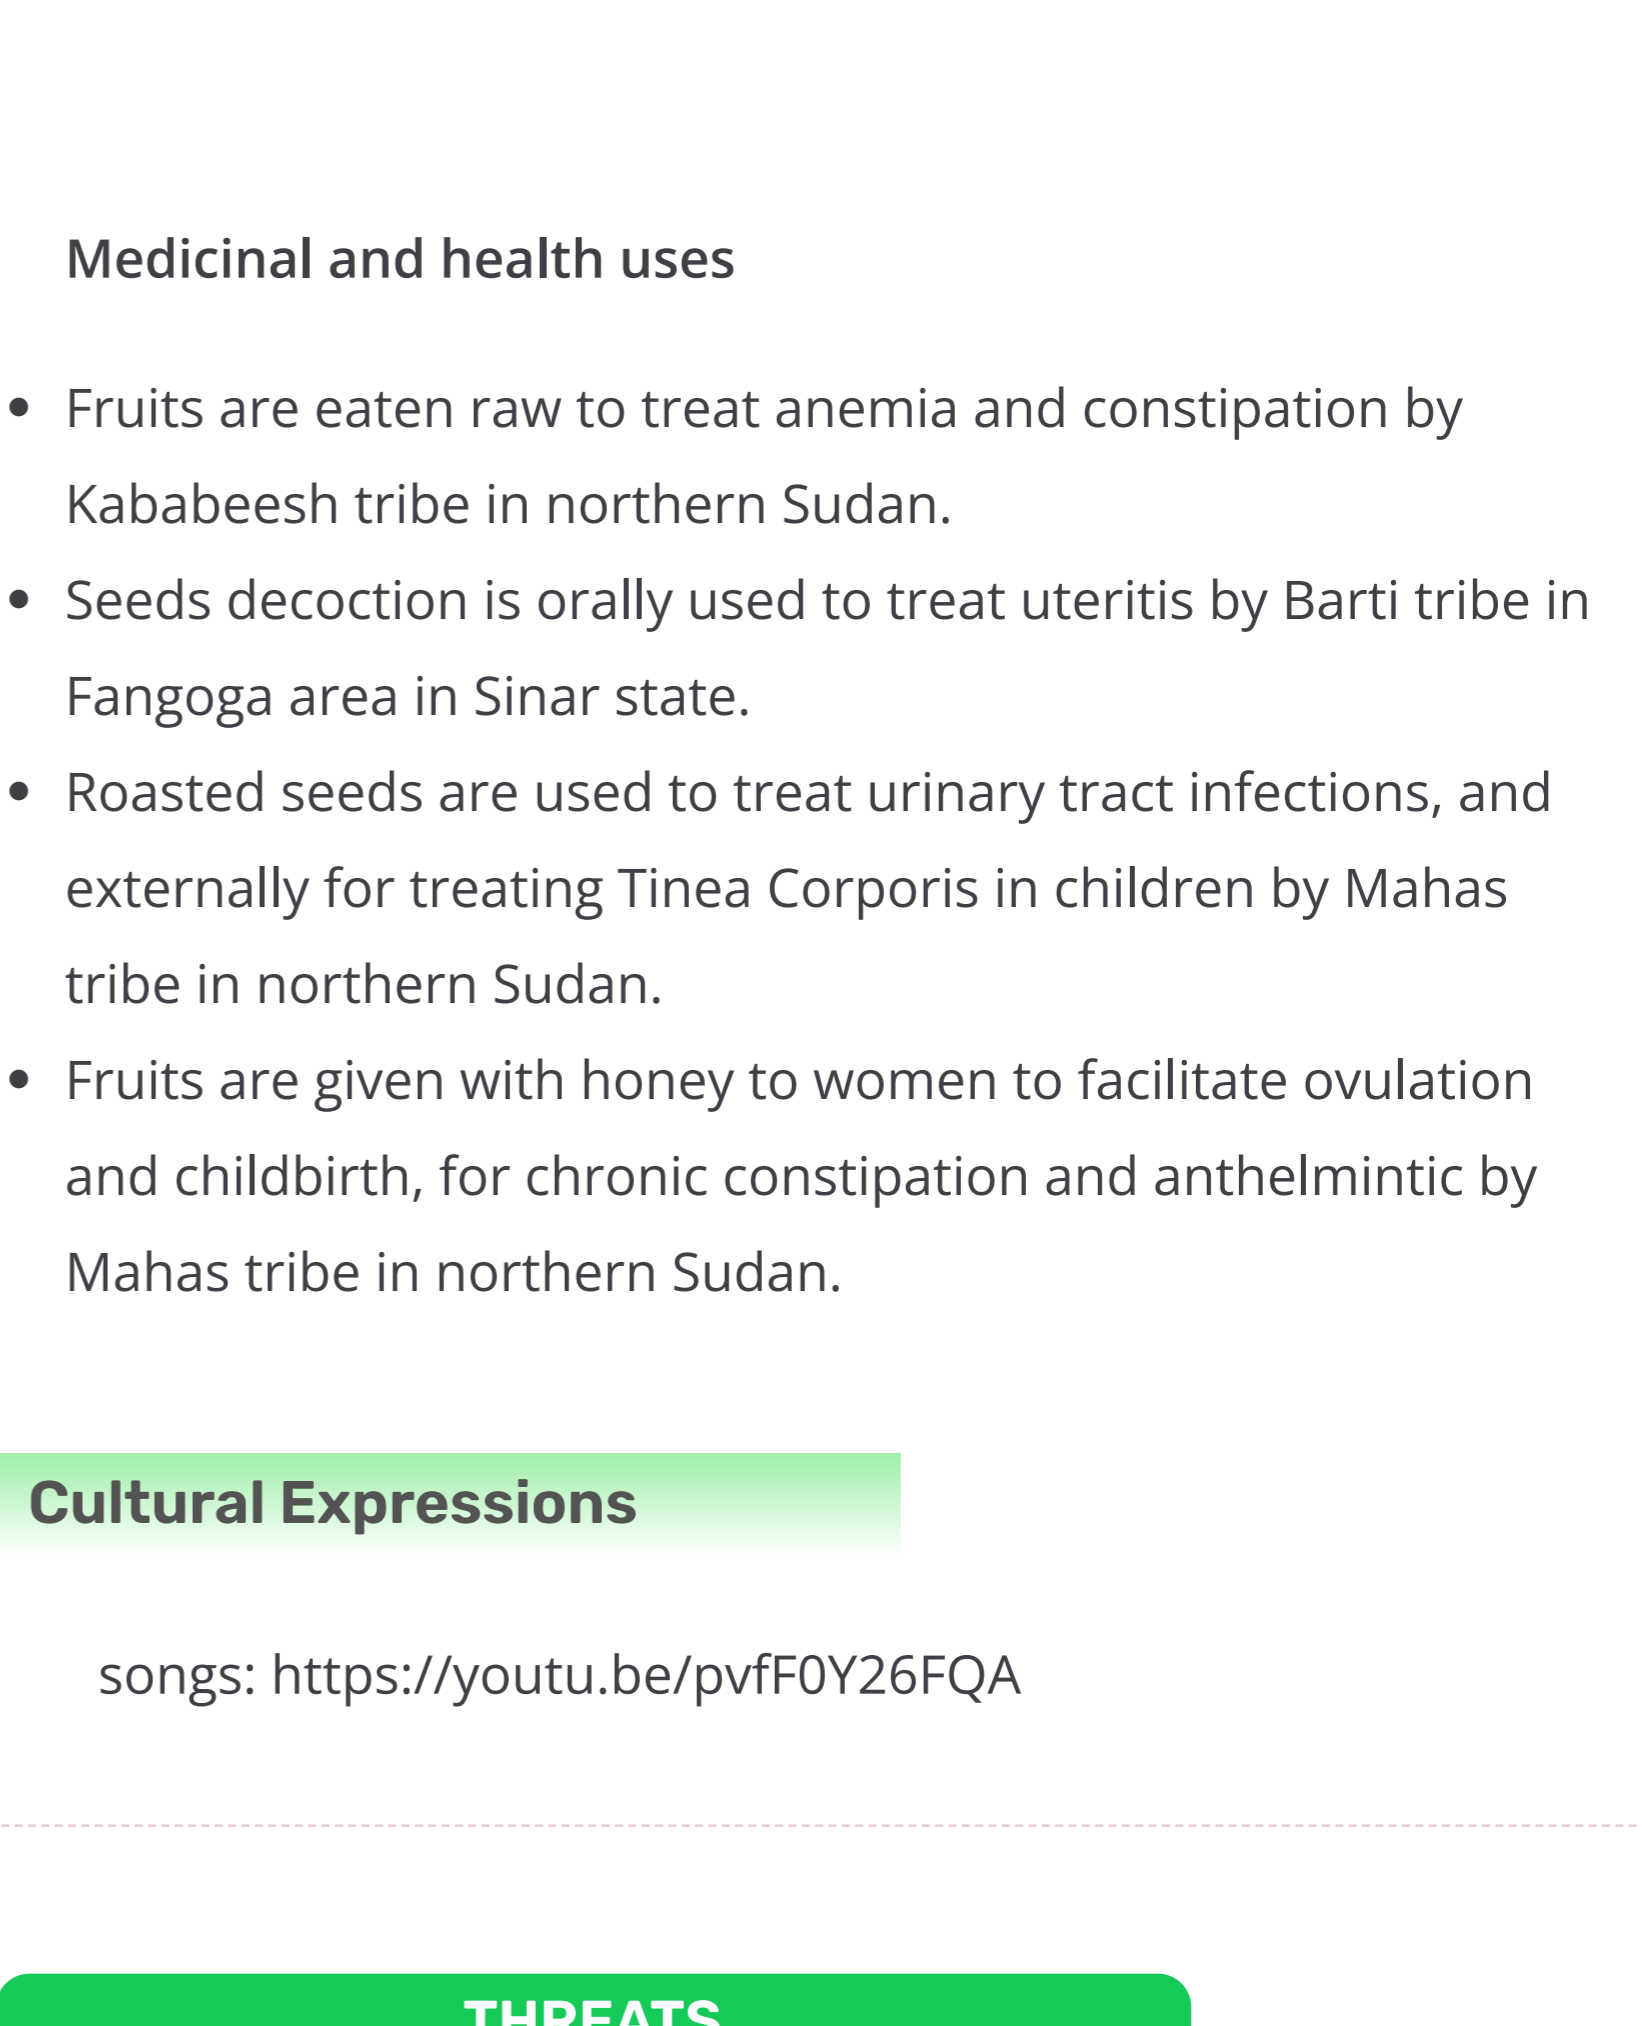 Medicinal and health uses
Fruits are eaten raw to treat anemia and constipation by
Kababeesh tribe in northern Sudan.
Seeds decoction is orally used to treat uteritis by Barti tribe in
Fangoga area in Sinar state.
Roasted seeds are used to treat urinary tract infections, and
externally for treating Tinea Corporis in children by Mahas
tribe in northern Sudan.
Fruits are given with honey to women to facilitate ovulation
and childbirth, for chronic constipation and anthelmintic by
Mahas tribe in northern Sudan.
Cultural Expressions
songs: https://youtu.be/pvfF0Y26FQA
THREATS